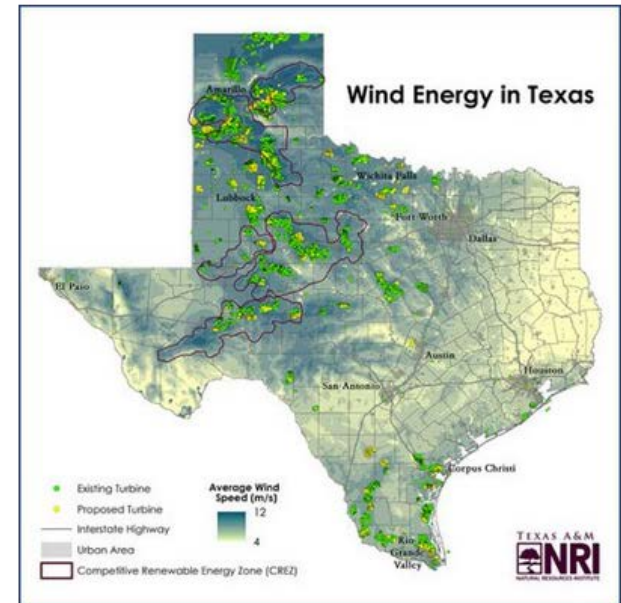 Wind Energy in Texas
Amarillo
Wichita Falls
Lubbock
Fort Worth
Dallas
El Paso
Austin
San Antonio
Houston
Corpus Christi
Rio
Grande
Valley
Existing Turbine
Proposed Turbine
Interstate Highway
Urban Area
Competitive Renewable Energy Zone (CREZ)
Average Wind
Speed (m/s)
12
4
TEXAS A&M
NRI
NATURAL RESOURCES INSTITUTE